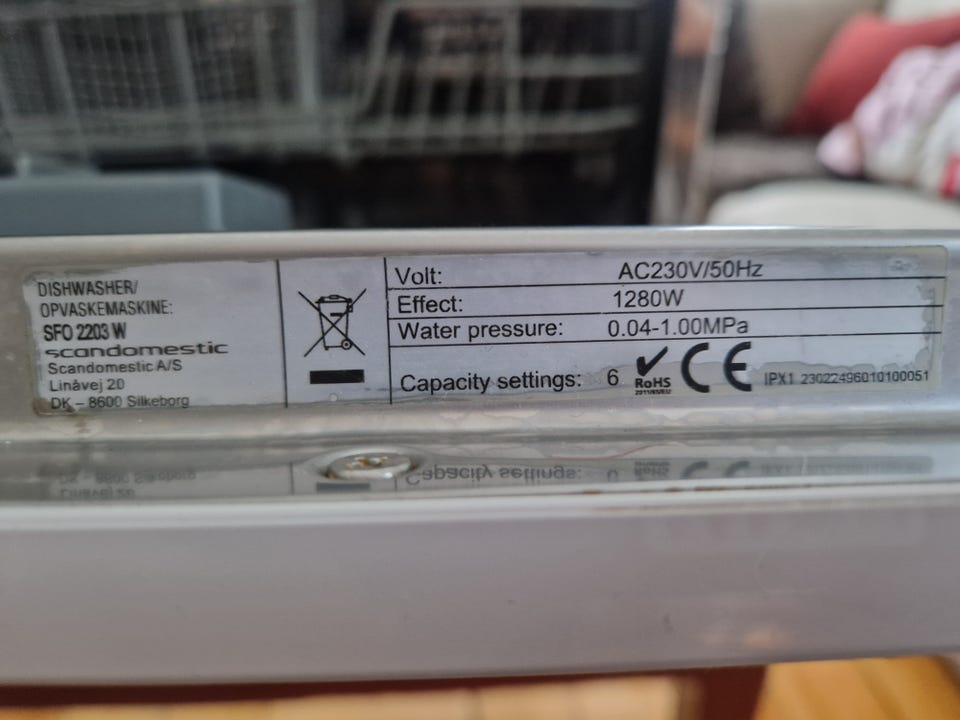 DISHWASHER/
OPVASKEMASKINE:
SFO 2203 W
scandomestic
Scandomestic A/S
Linåvej 20
DK – 8600 Silkeborg
Volt: AC230V/50Hz
Effect: 1280W
Water pressure: 0.04-1.00MPa
Capacity settings: 6
RoHS
CE
IPX1 23022496010100051